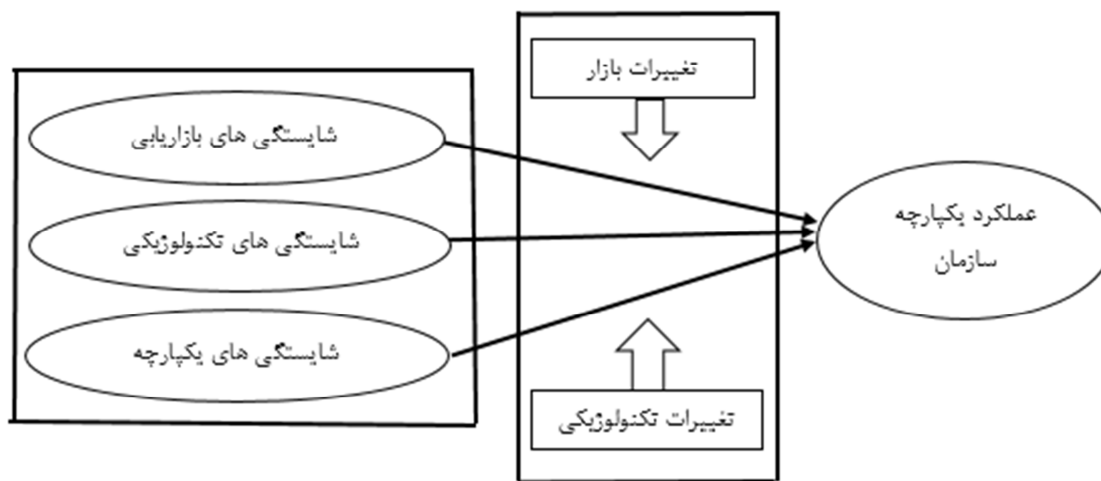 تغییرات بازار
شایستگی های بازاریابی
شایستگی های تکنولوژیکی
شایستگی های یکپارچه
عملکرد یکپارچه
سازمان
تغییرات تکنولوژیکی